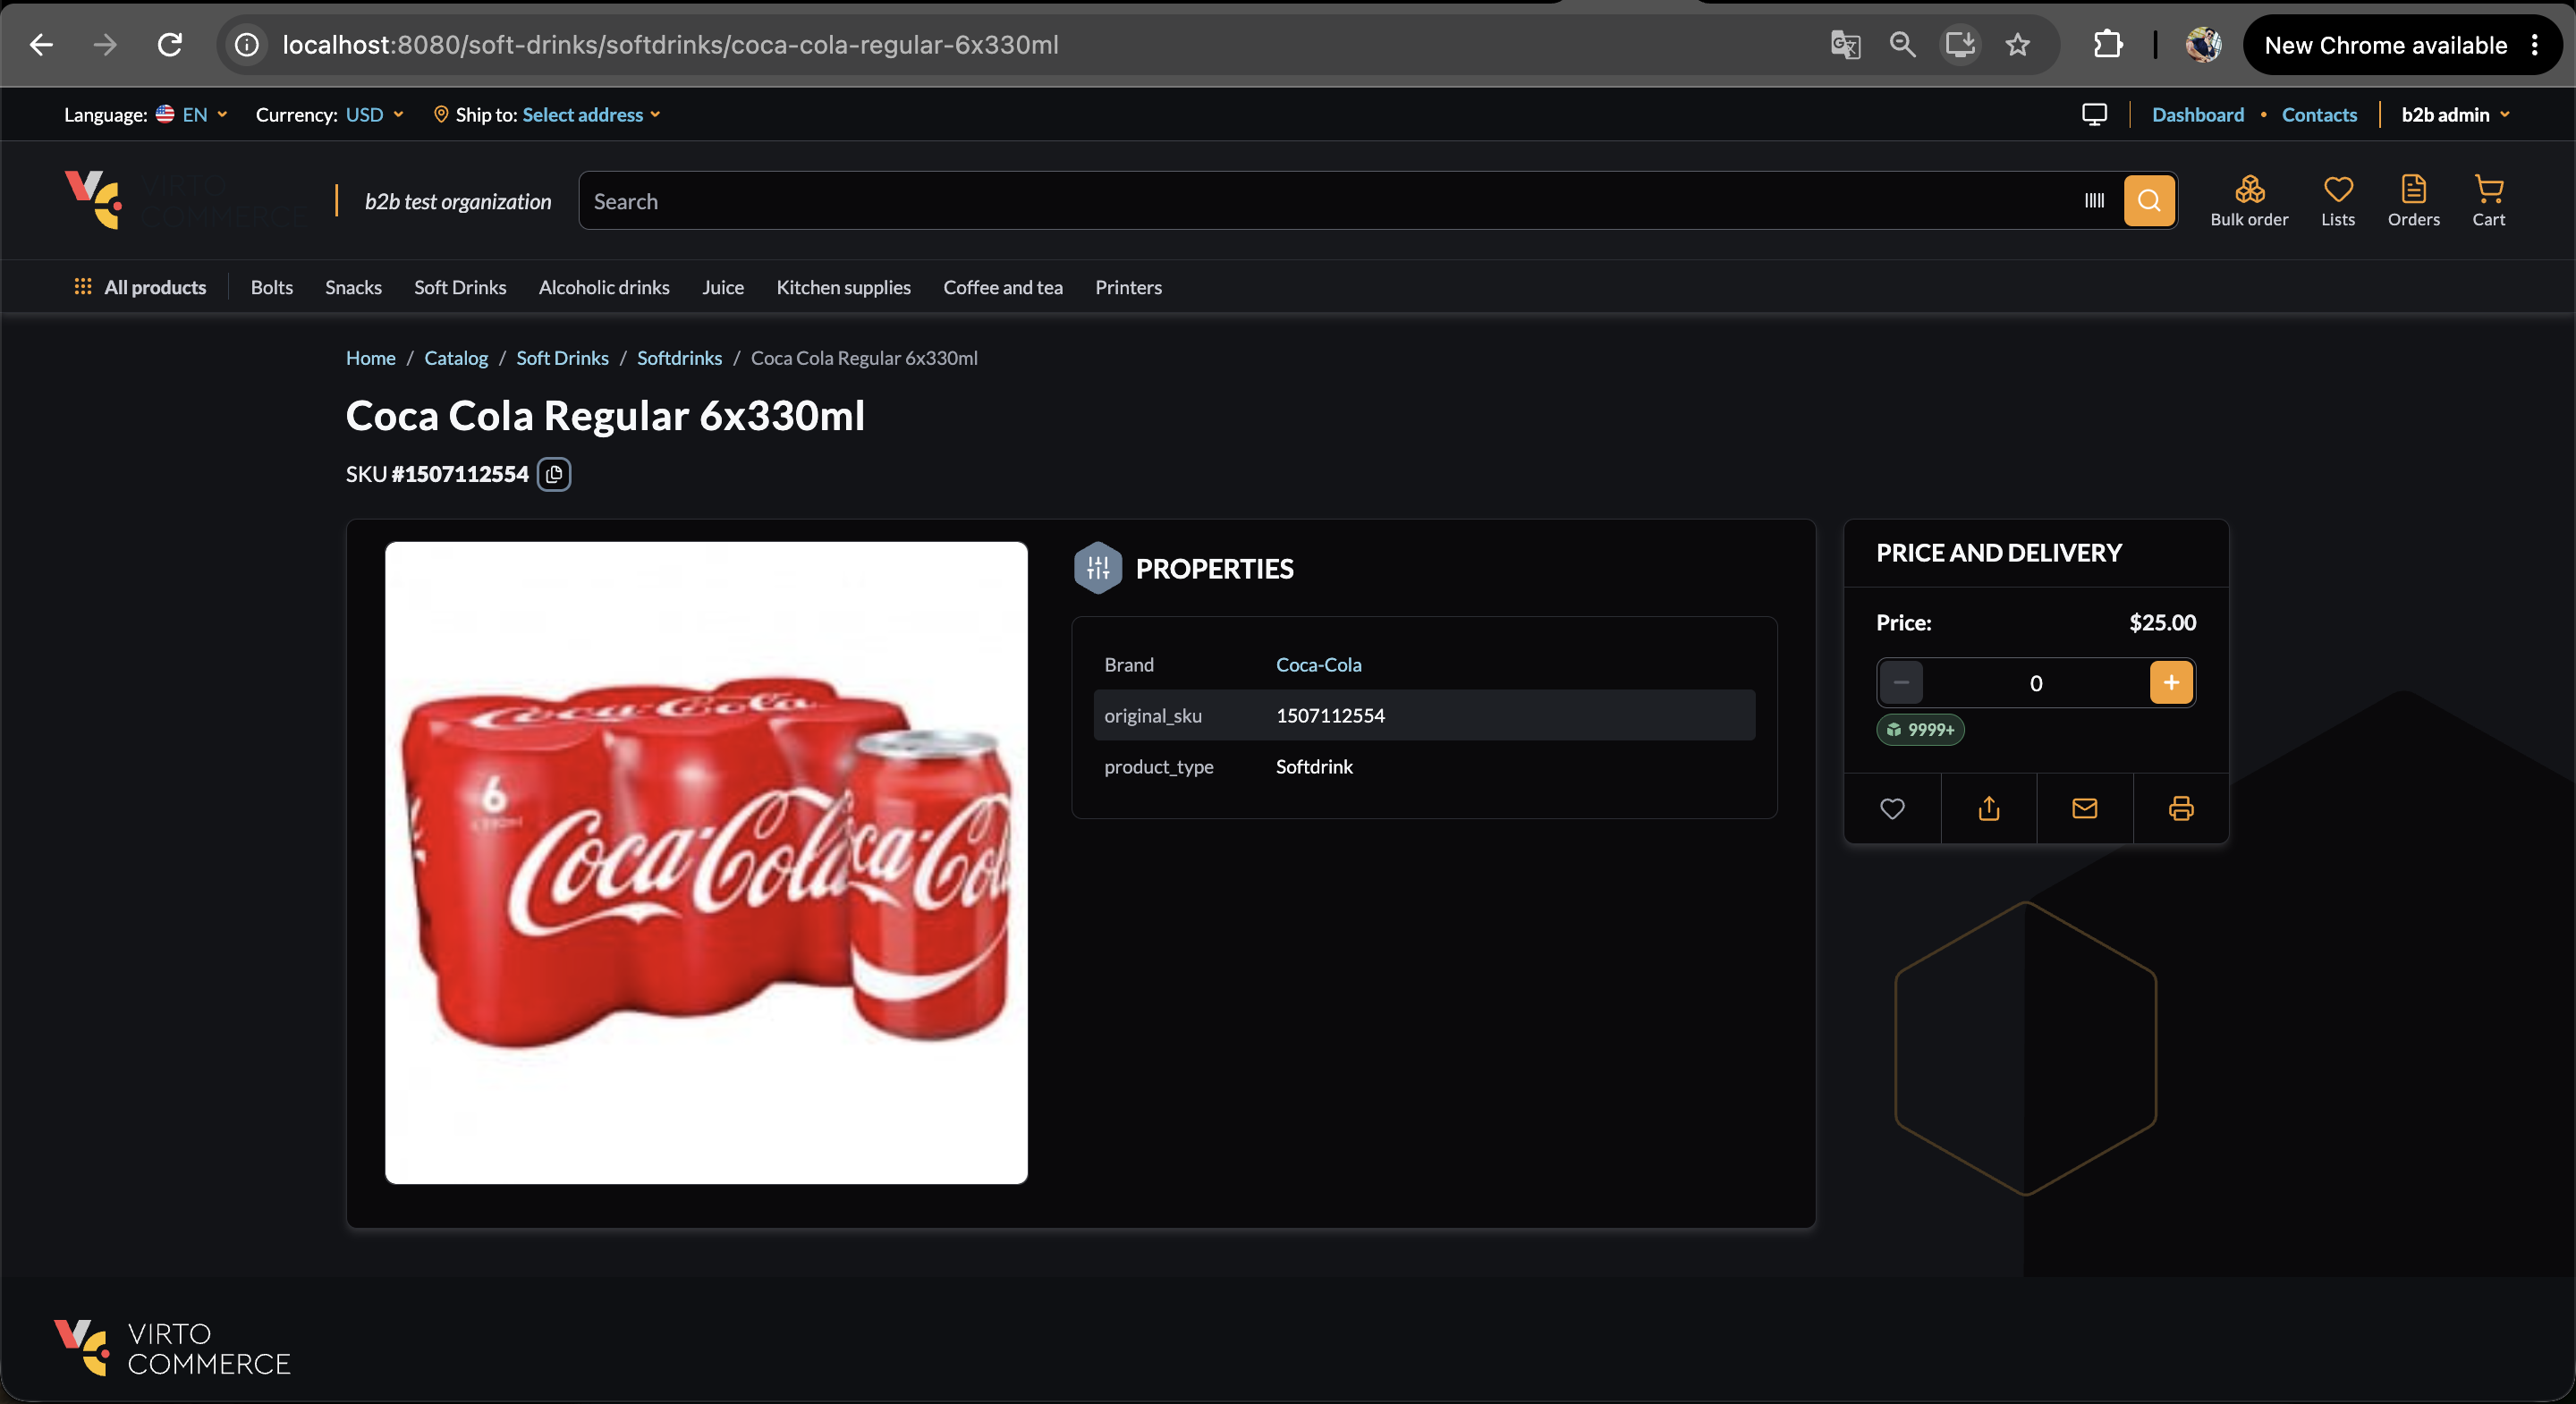 localhost:8080/soft-drinks/softdrinks/coca-cola-regular-6x330ml
New Chrome available
Language: EN
Currency: USD
Ship to: Select address
Dashboard • Contacts
b2b admin
VIRTO
COMMERCE
b2b test organization
Search
Bulk order
Lists
Orders
Cart
All products
Bolts
Snacks
Soft Drinks
Alcoholic drinks
Juice
Kitchen supplies
Coffee and tea
Printers
Home / Catalog / Soft Drinks / Softdrinks / Coca Cola Regular 6x330ml
Coca Cola Regular 6x330ml
SKU #1507112554
Coca-Cola
6
Coca-Cola
PROPERTIES
Brand Coca-Cola
original_sku 1507112554
product_type Softdrink
PRICE AND DELIVERY
Price: $25.00
0
9999+
VIRTO
COMMERCE